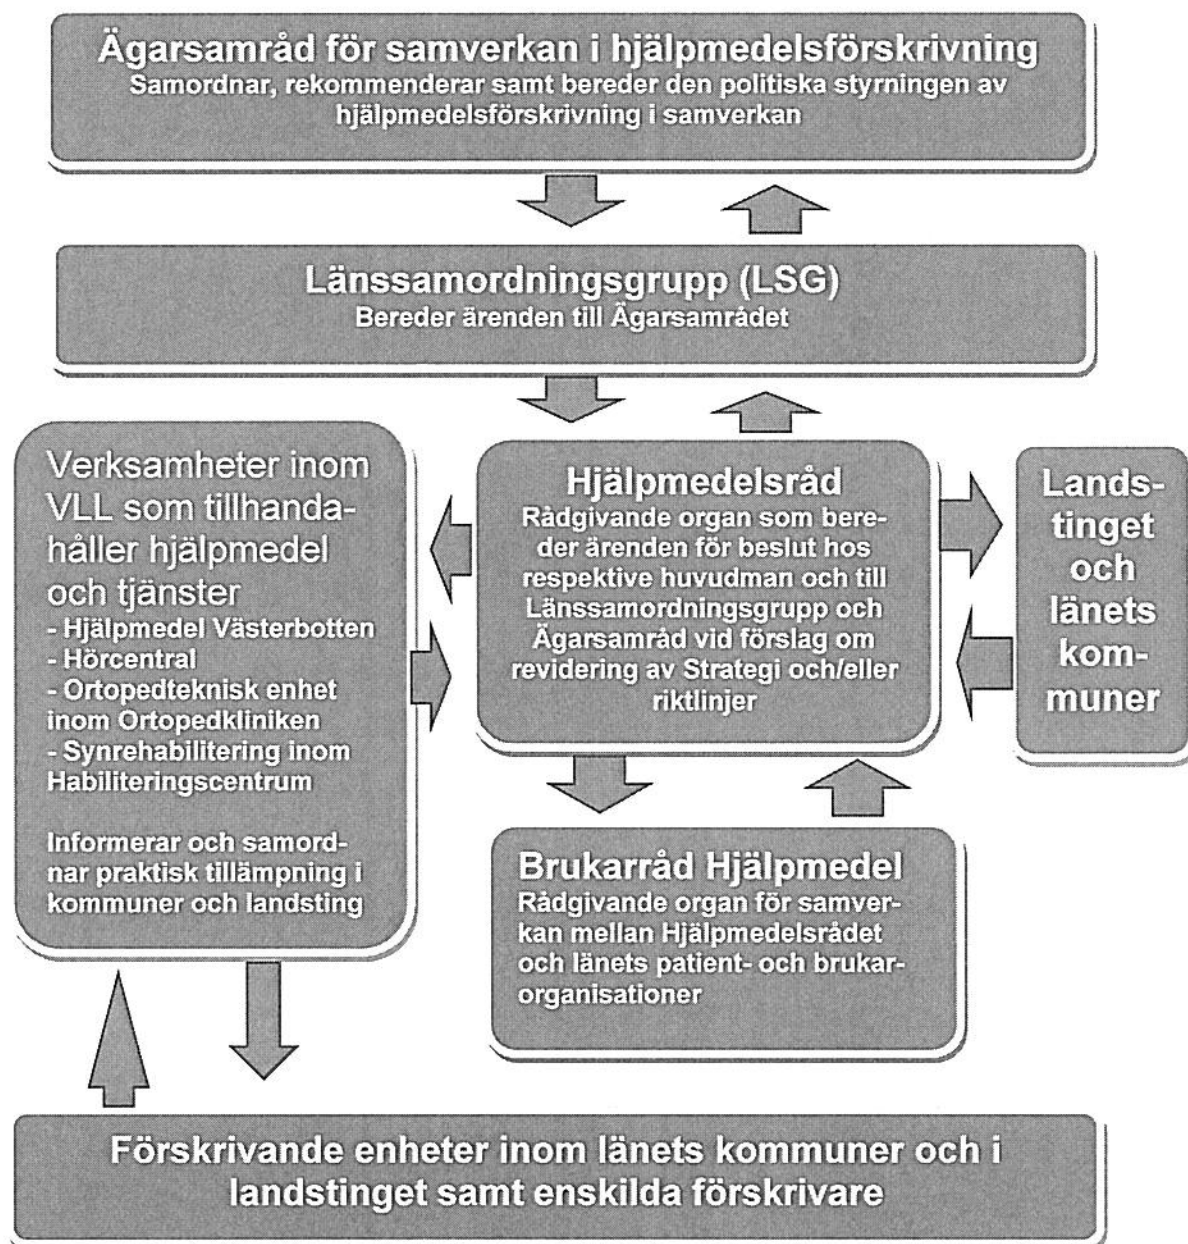 Ägarsamråd för samverkan i hjälpmedelsförskrivning
Samordnar, rekommenderar samt bereder den politiska styrningen av
hjälpmedelsförskrivning i samverkan
Länssamordningsgrupp (LSG)
Bereder ärenden till Ägarsamrådet
Verksamheter inom
VLL som tillhanda-
håller hjälpmedel
och tjänster
- Hjälpmedel Västerbotten
- Hörcentral
- Ortopedteknisk enhet
inom Ortopedkliniken
- Synrehabilitering inom
Habiliteringscentrum
Informerar och samord-
nar praktisk tillämpning i
kommuner och landsting
Hjälpmedelsråd
Rådgivande organ som bere-
der ärenden för beslut hos
respektive huvudman och till
Länssamordningsgrupp och
Ägarsamråd vid förslag om
revidering av Strategi och/eller
riktlinjer
Lands-
tinget
och
länets
kom-
muner
Brukarråd Hjälpmedel
Rådgivande organ för samver-
kan mellan Hjälpmedelsrådet
och länets patient- och brukar-
organisationer
Förskrivande enheter inom länets kommuner och i
landstinget samt enskilda förskrivare